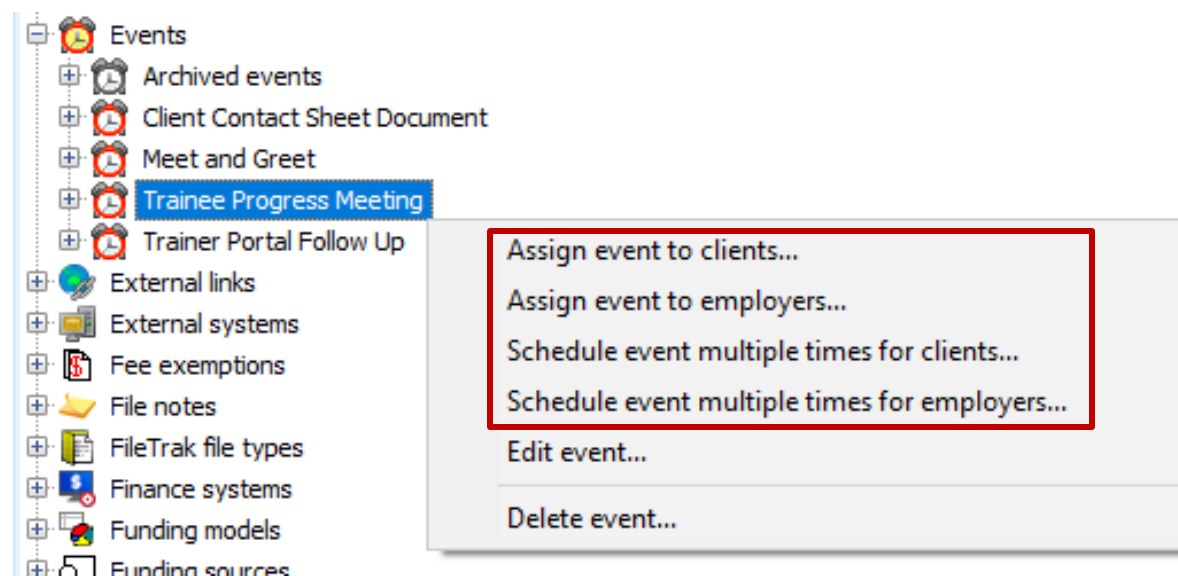 Events
Archived events
Client Contact Sheet Document
Meet and Greet
Trainee Progress Meeting
Trainer Portal Follow Up
External links
External systems
Fee exemptions
File notes
FileTrak file types
Finance systems
Funding models
Funding sources
Assign event to clients...
Assign event to employers...
Schedule event multiple times for clients...
Schedule event multiple times for employers...
Edit event...
Delete event...